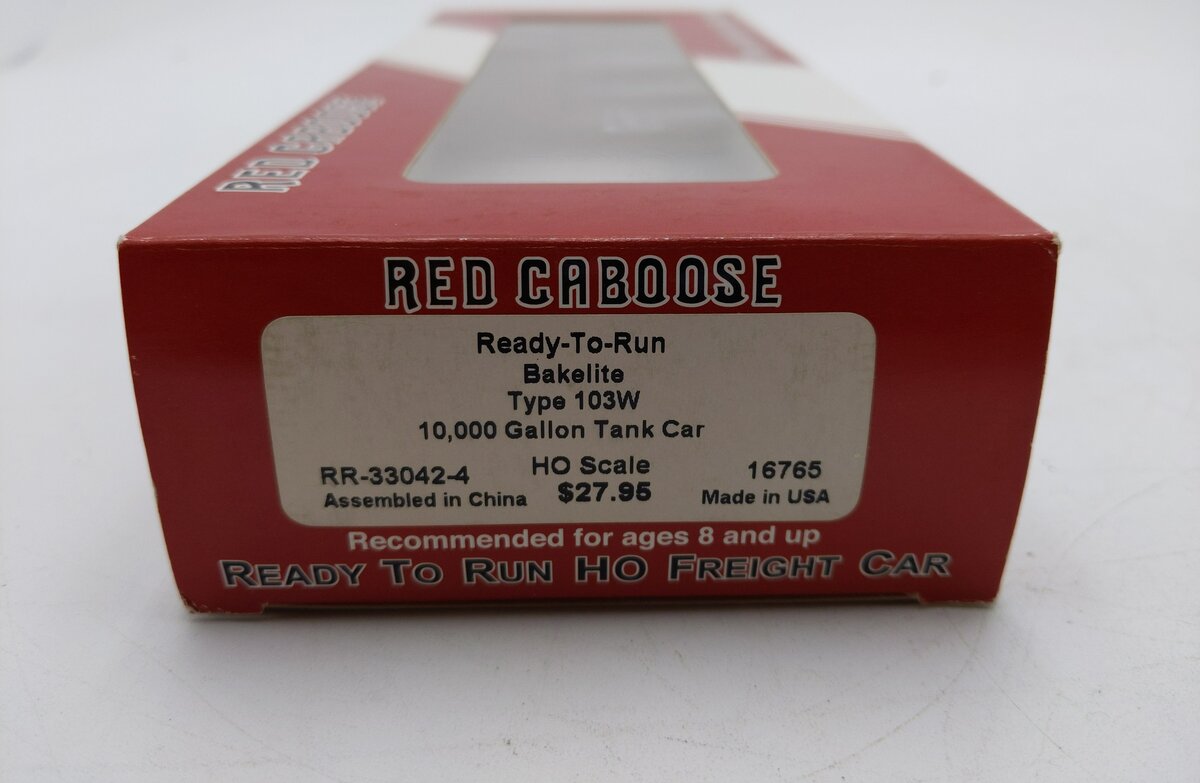 RED CABOOSE
RED CABOOSE
Ready-To-Run
Bakelite
Type 103W
10,000 Gallon Tank Car
RR-33042-4 HO Scale 16765
Assembled in China $27.95 Made in USA
Recommended for ages 8 and up
READY TO RUN HO FREIGHT CAR